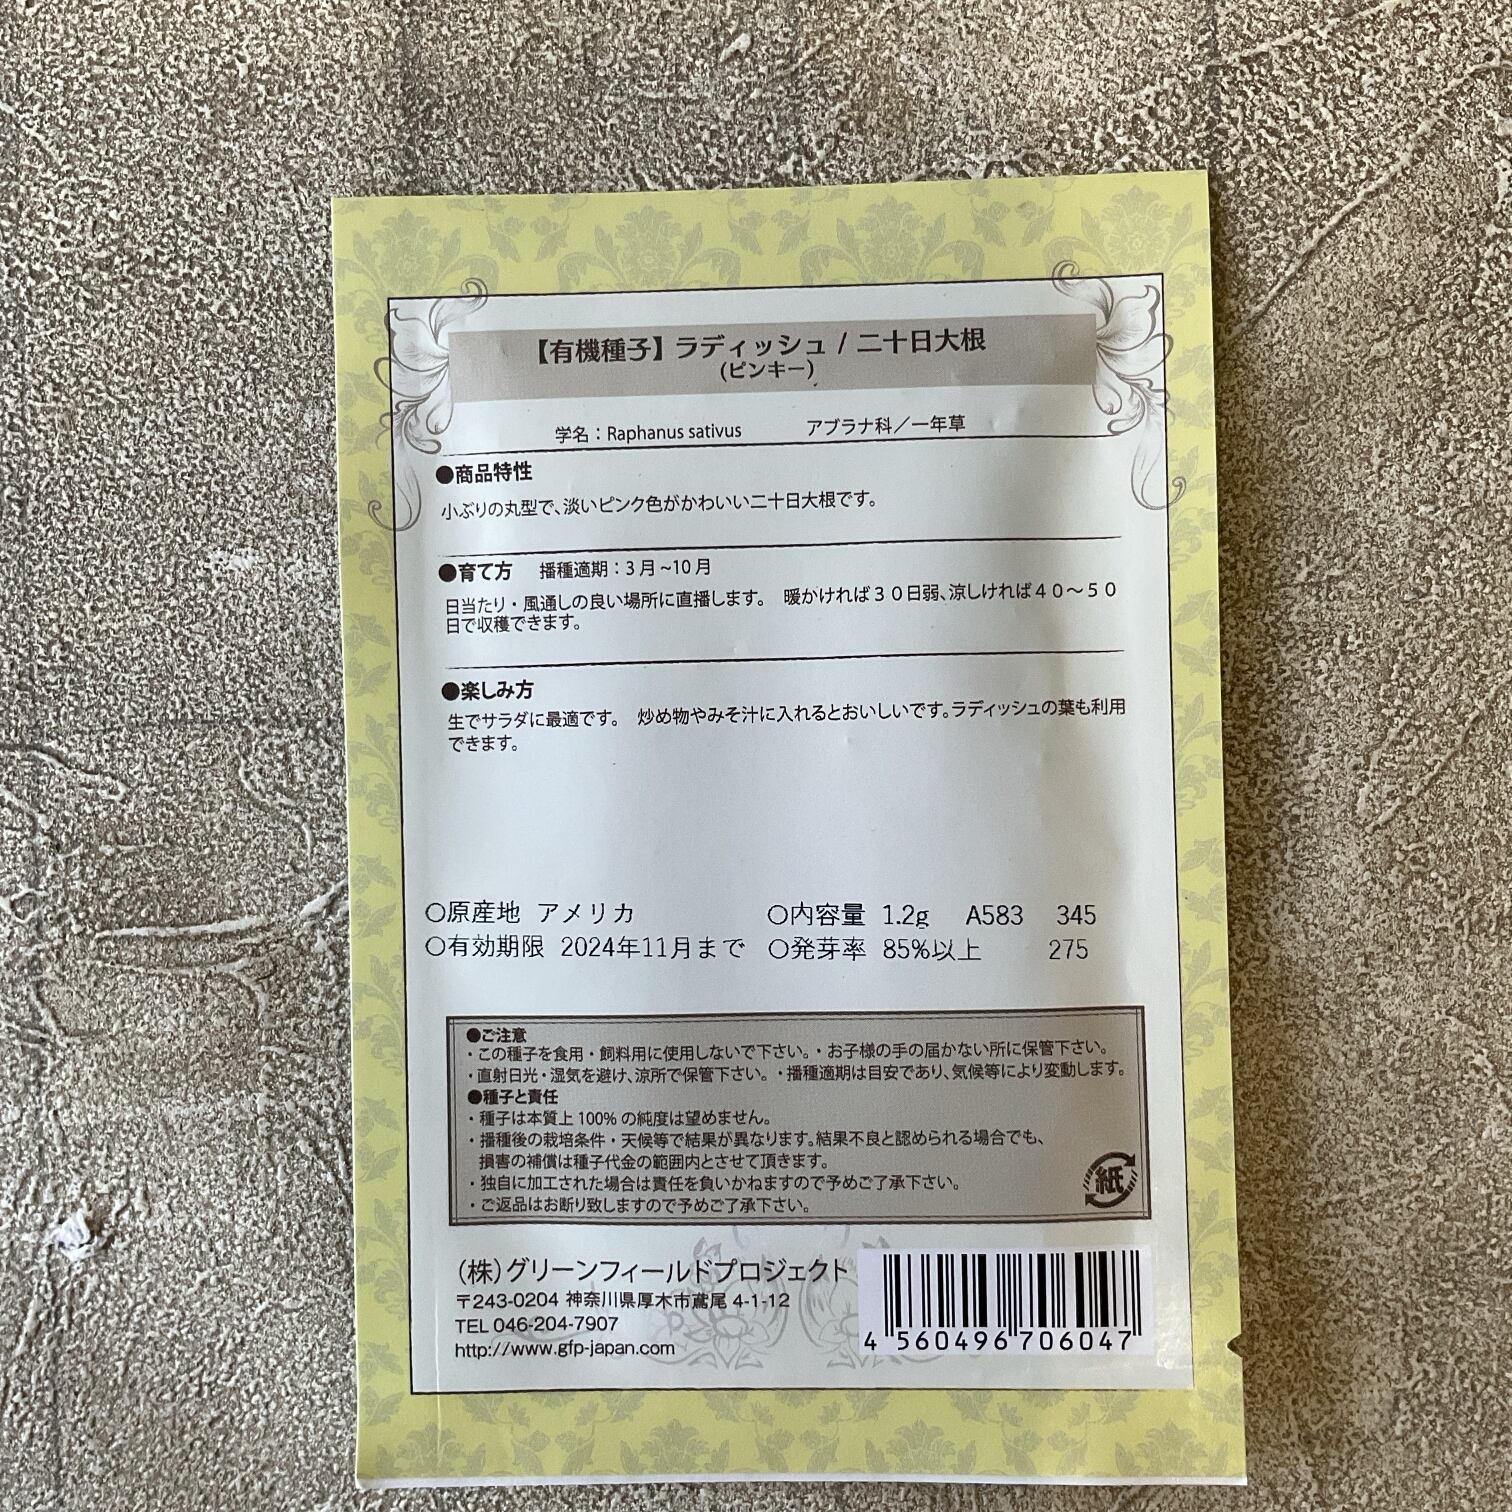 【有機種子】ラディッシュ / 二十日大根
(ピンキー)
学名：Raphanus sativus アブラナ科／一年草
●商品特性
小ぶりの丸型で、淡いピンク色がかわいい二十日大根です。
●育て方 播種適期：3月~10月
日当たり・風通しの良い場所に直播します。 暖かければ３０日弱、涼しければ４０～５０
日で収穫できます。
●楽しみ方
生でサラダに最適です。 炒め物やみそ汁に入れるとおいしいです。ラディッシュの葉も利用
できます。
○原産地 アメリカ ○内容量 1.2g A583 345
○有効期限 2024年11月まで ○発芽率 85%以上 275
●ご注意
・この種子を食用・飼料用に使用しないで下さい。・お子様の手の届かない所に保管下さい。
・直射日光・湿気を避け、涼所で保管下さい。・播種適期は目安であり、気候等により変動します。
●種子と責任
・種子は本質上 100% の純度は望めません。
・播種後の栽培条件・天候等で結果が異なります。結果不良と認められる場合でも、
損害の補償は種子代金の範囲内とさせて頂きます。
・独自に加工された場合は責任を負いかねますので予めご了承下さい。
・ご返品はお断り致しますので予めご了承下さい。
紙
(株)グリーンフィールドプロジェクト
〒243-0204 神奈川県厚木市鳶尾 4-1-12
TEL 046-204-7907
http://www.gfp-japan.com
4 560496 706047